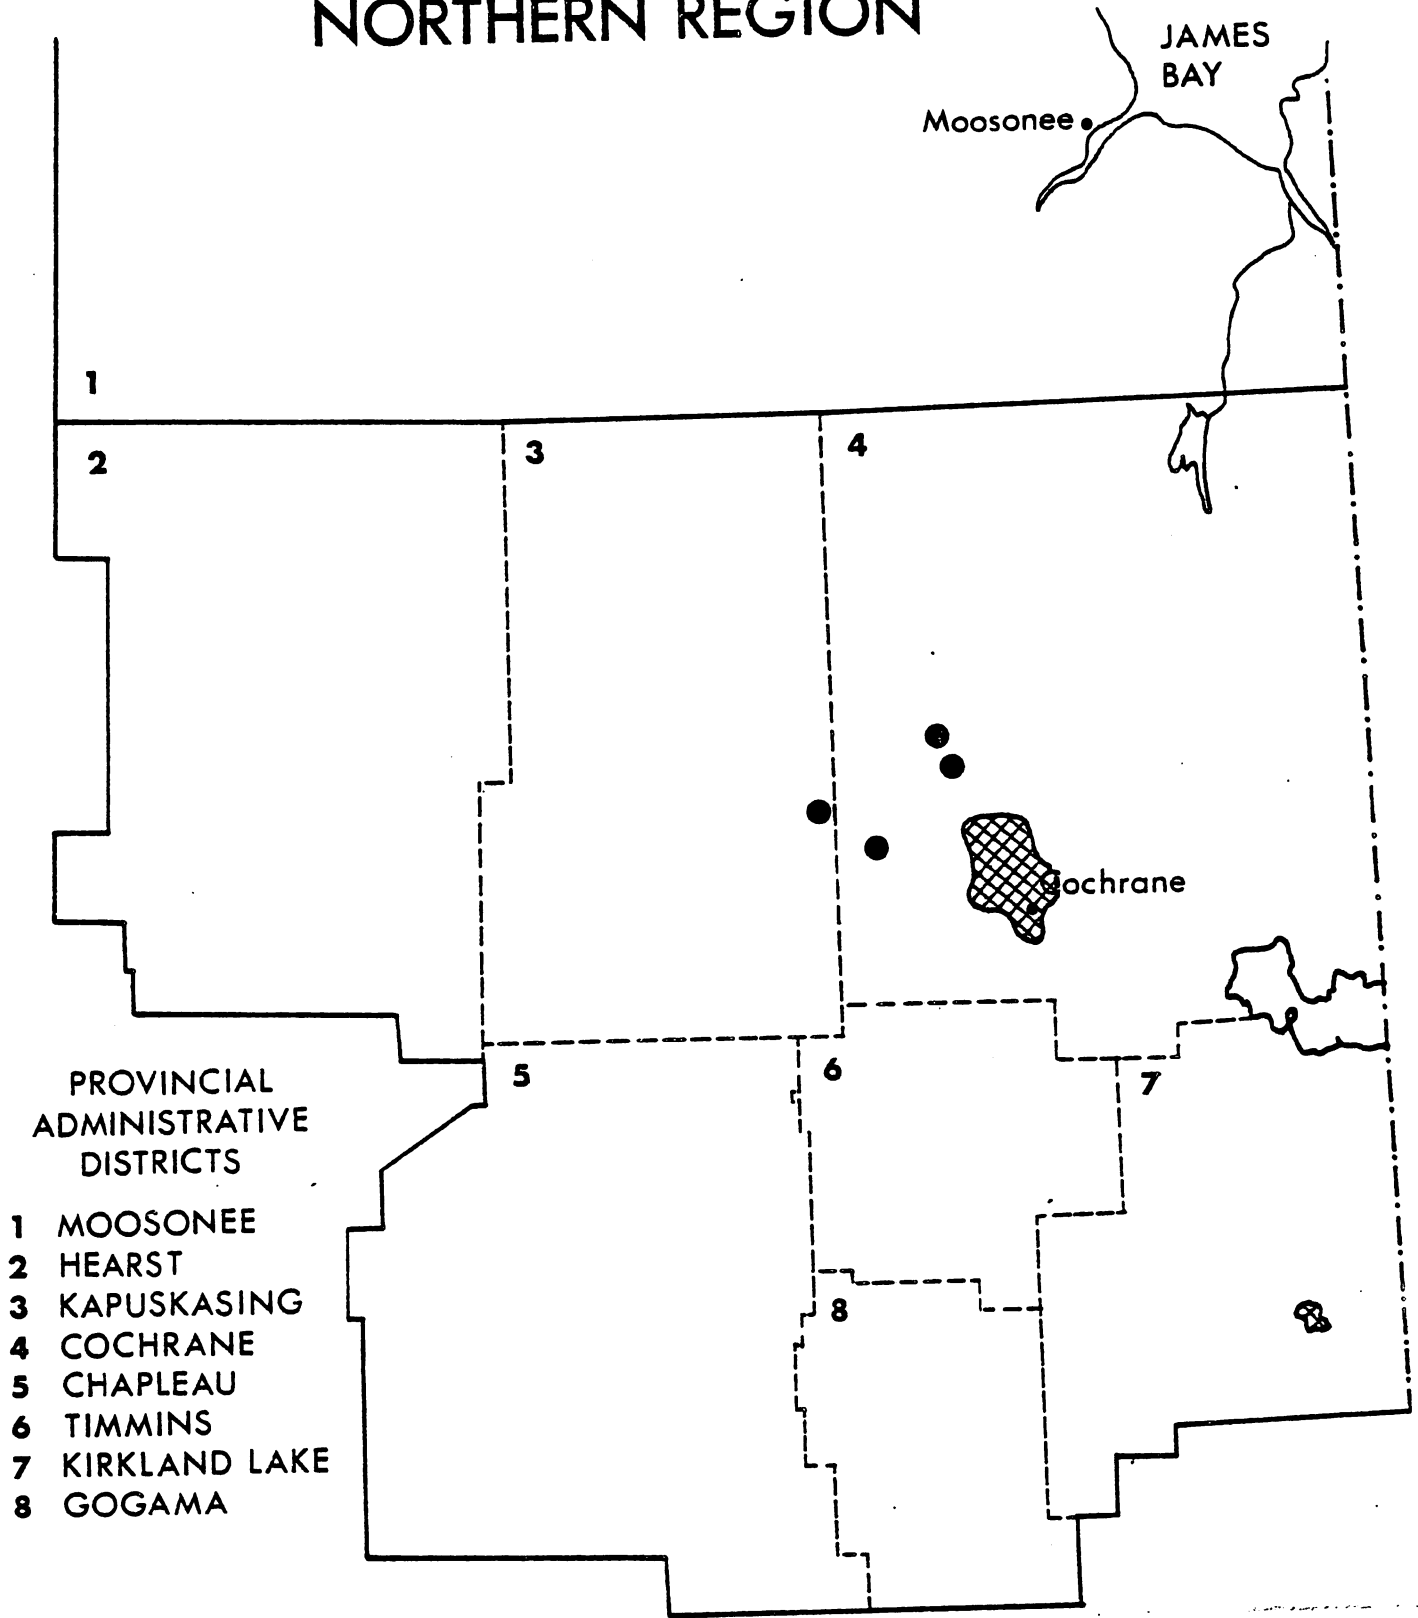 NORTHERN REGION
JAMES
BAY
Moosonee
1
2
3
4
Cochrane
5
6
7
8
PROVINCIAL
ADMINISTRATIVE
DISTRICTS
1 MOOSONEE
2 HEARST
3 KAPUSKASING
4 COCHRANE
5 CHAPLEAU
6 TIMMINS
7 KIRKLAND LAKE
8 GOGAMA